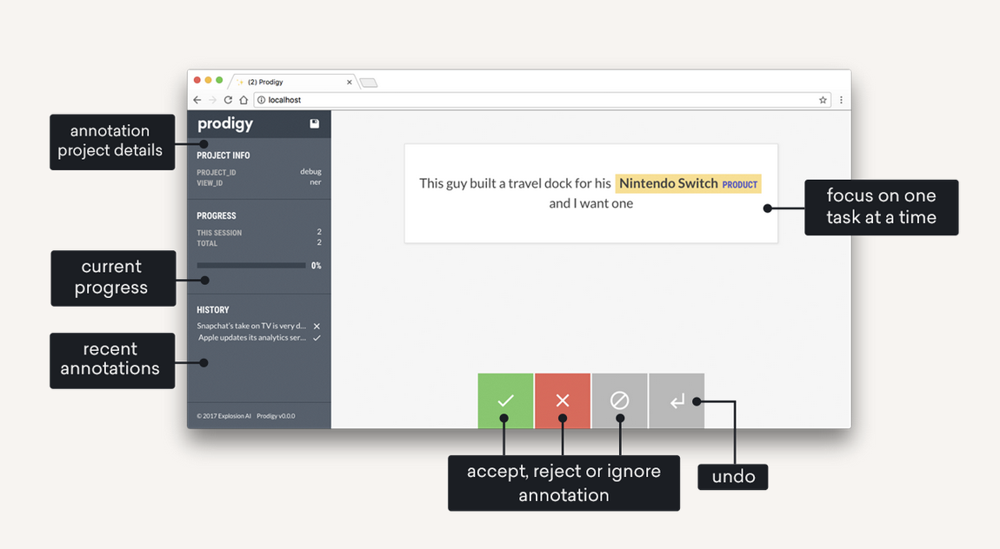 (2) Prodigy
localhost
prodigy
annotation
project details
PROJECT INFO
PROJECT_ID debug
VIEW_ID ner
PROGRESS
THIS SESSION 2
TOTAL 2
0%
current
progress
HISTORY
Snapchat's take on TV is very d...
Apple updates its analytics ser...
recent
annotations
© 2017 Explosion AI Prodigy v0.0.0
This guy built a travel dock for his Nintendo Switch PRODUCT
and I want one
focus on one
task at a time
accept, reject or ignore
annotation
undo